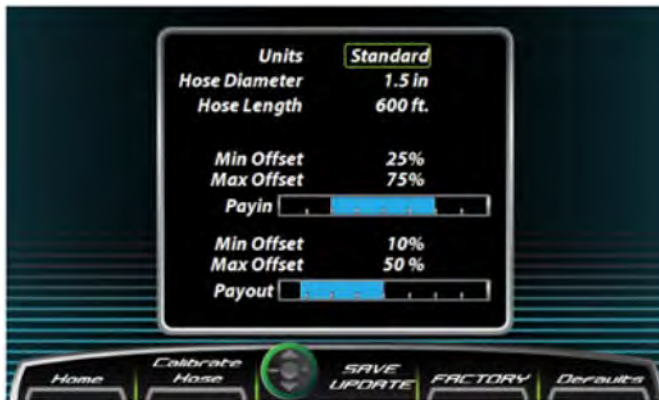 Units Standard
Hose Diameter 1.5 in
Hose Length 600 ft.
Min Offset 25%
Max Offset 75%
Payin
Min Offset 10%
Max Offset 50 %
Payout
Home
Calibrate
Hose
SAVE
UPDATE
FACTORY
Defaults